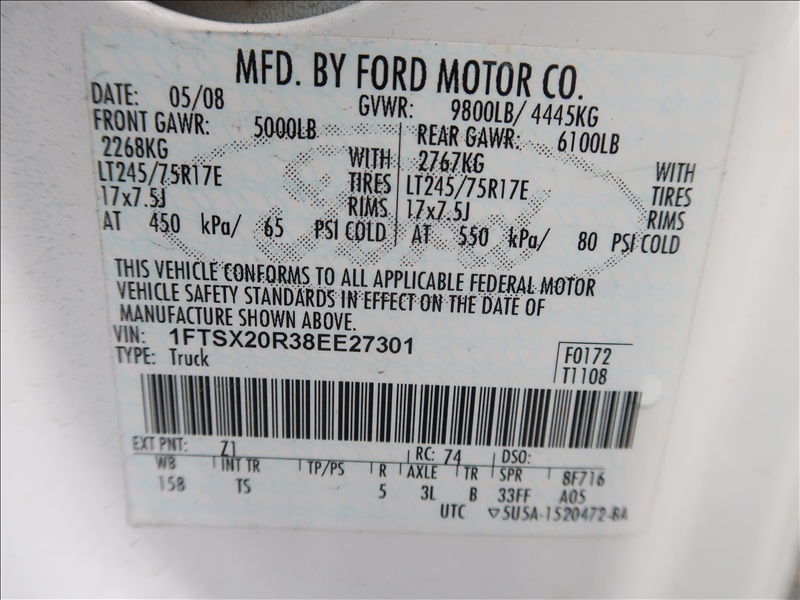 MFD. BY FORD MOTOR CO.
DATE: 05/08 GVWR: 9800LB/ 4445KG
FRONT GAWR: 5000LB REAR GAWR: 6100LB
2268KG WITH 2767KG WITH
LT245/75R17E TIRES LT245/75R17E TIRES
17x7.5J RIMS 17x7.5J RIMS
AT 450 kPa/ 65 PSI COLD AT 550 kPa/ 80 PSI COLD
THIS VEHICLE CONFORMS TO ALL APPLICABLE FEDERAL MOTOR
VEHICLE SAFETY STANDARDS IN EFFECT ON THE DATE OF
MANUFACTURE SHOWN ABOVE.
VIN: 1FTSX20R38EE27301
TYPE: Truck
F0172
T1108
EXT PNT: Z1 RC: 74 DSO:
WB INT TR TP/PS R AXLE TR SPR 8F716
158 TS 5 3L B 33FF A05
UTC ▽5U5A-1520472-BA